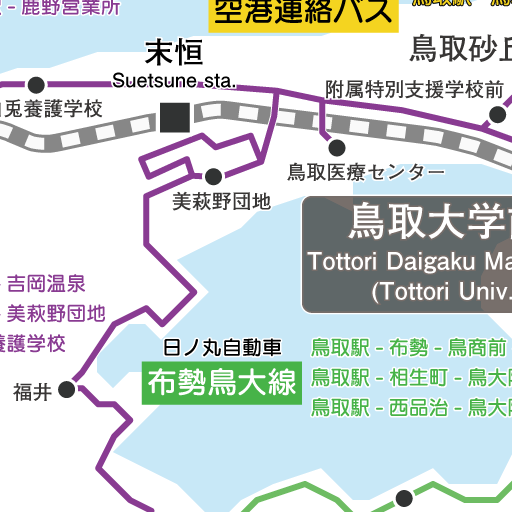 - 鹿野営業所
空港連絡バス
末恒
Suetsune sta.
鳥取砂丘
附属特別支援学校前
兎養護学校
鳥取医療センター
美萩野団地
鳥取大学前
Tottori Daigaku Ma
(Tottori Univ.
吉岡温泉
- 美萩野団地
養護学校
日ノ丸自動車
布勢鳥大線
鳥取駅 - 布勢 - 鳥商前
鳥取駅 - 相生町 - 鳥大
鳥取駅 - 西品治 - 鳥大
福井